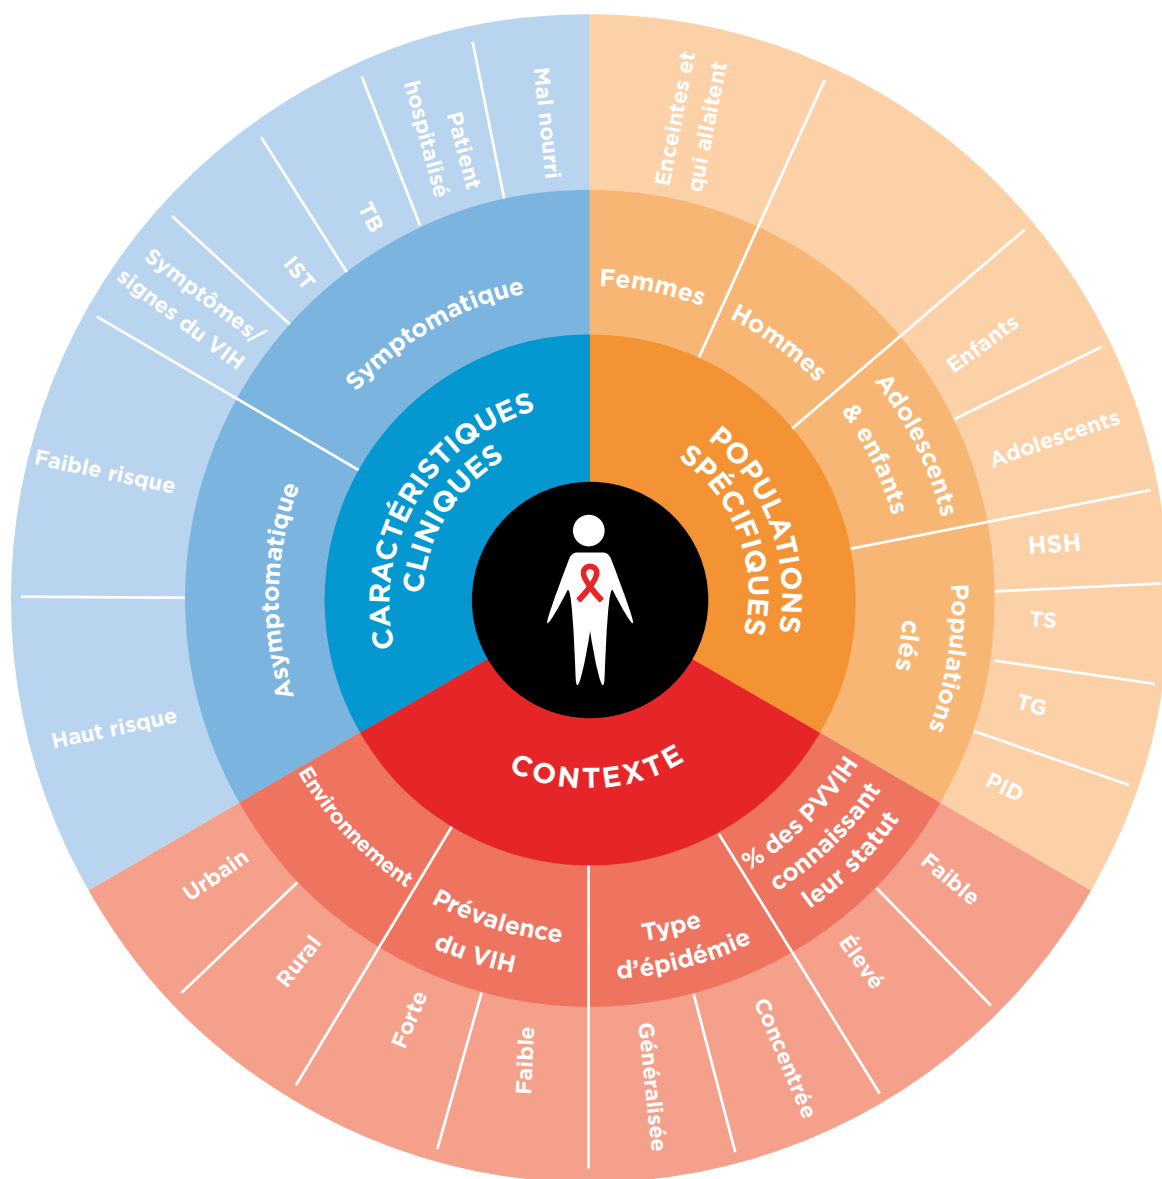 CARACTÉRISTIQUES
CLINIQUES
Symptomatique
Mal nourri
Patient
hospitalisé
TB
IST
Symptômes/
signes du VIH
Asymptomatique
Faible risque
Haut risque
POPULATIONS
SPÉCIFIQUES
Femmes
Enceintes et
qui allaitent
Hommes
Adolescents
& enfants
Enfants
Adolescents
Populations
clés
HSH
TS
TG
PID
CONTEXTE
% des PVVIH
connaissant
leur statut
Faible
Élevé
Type
d’épidémie
Concentrée
Généralisée
Prévalence
du VIH
Faible
Forte
Environnement
Rural
Urbain